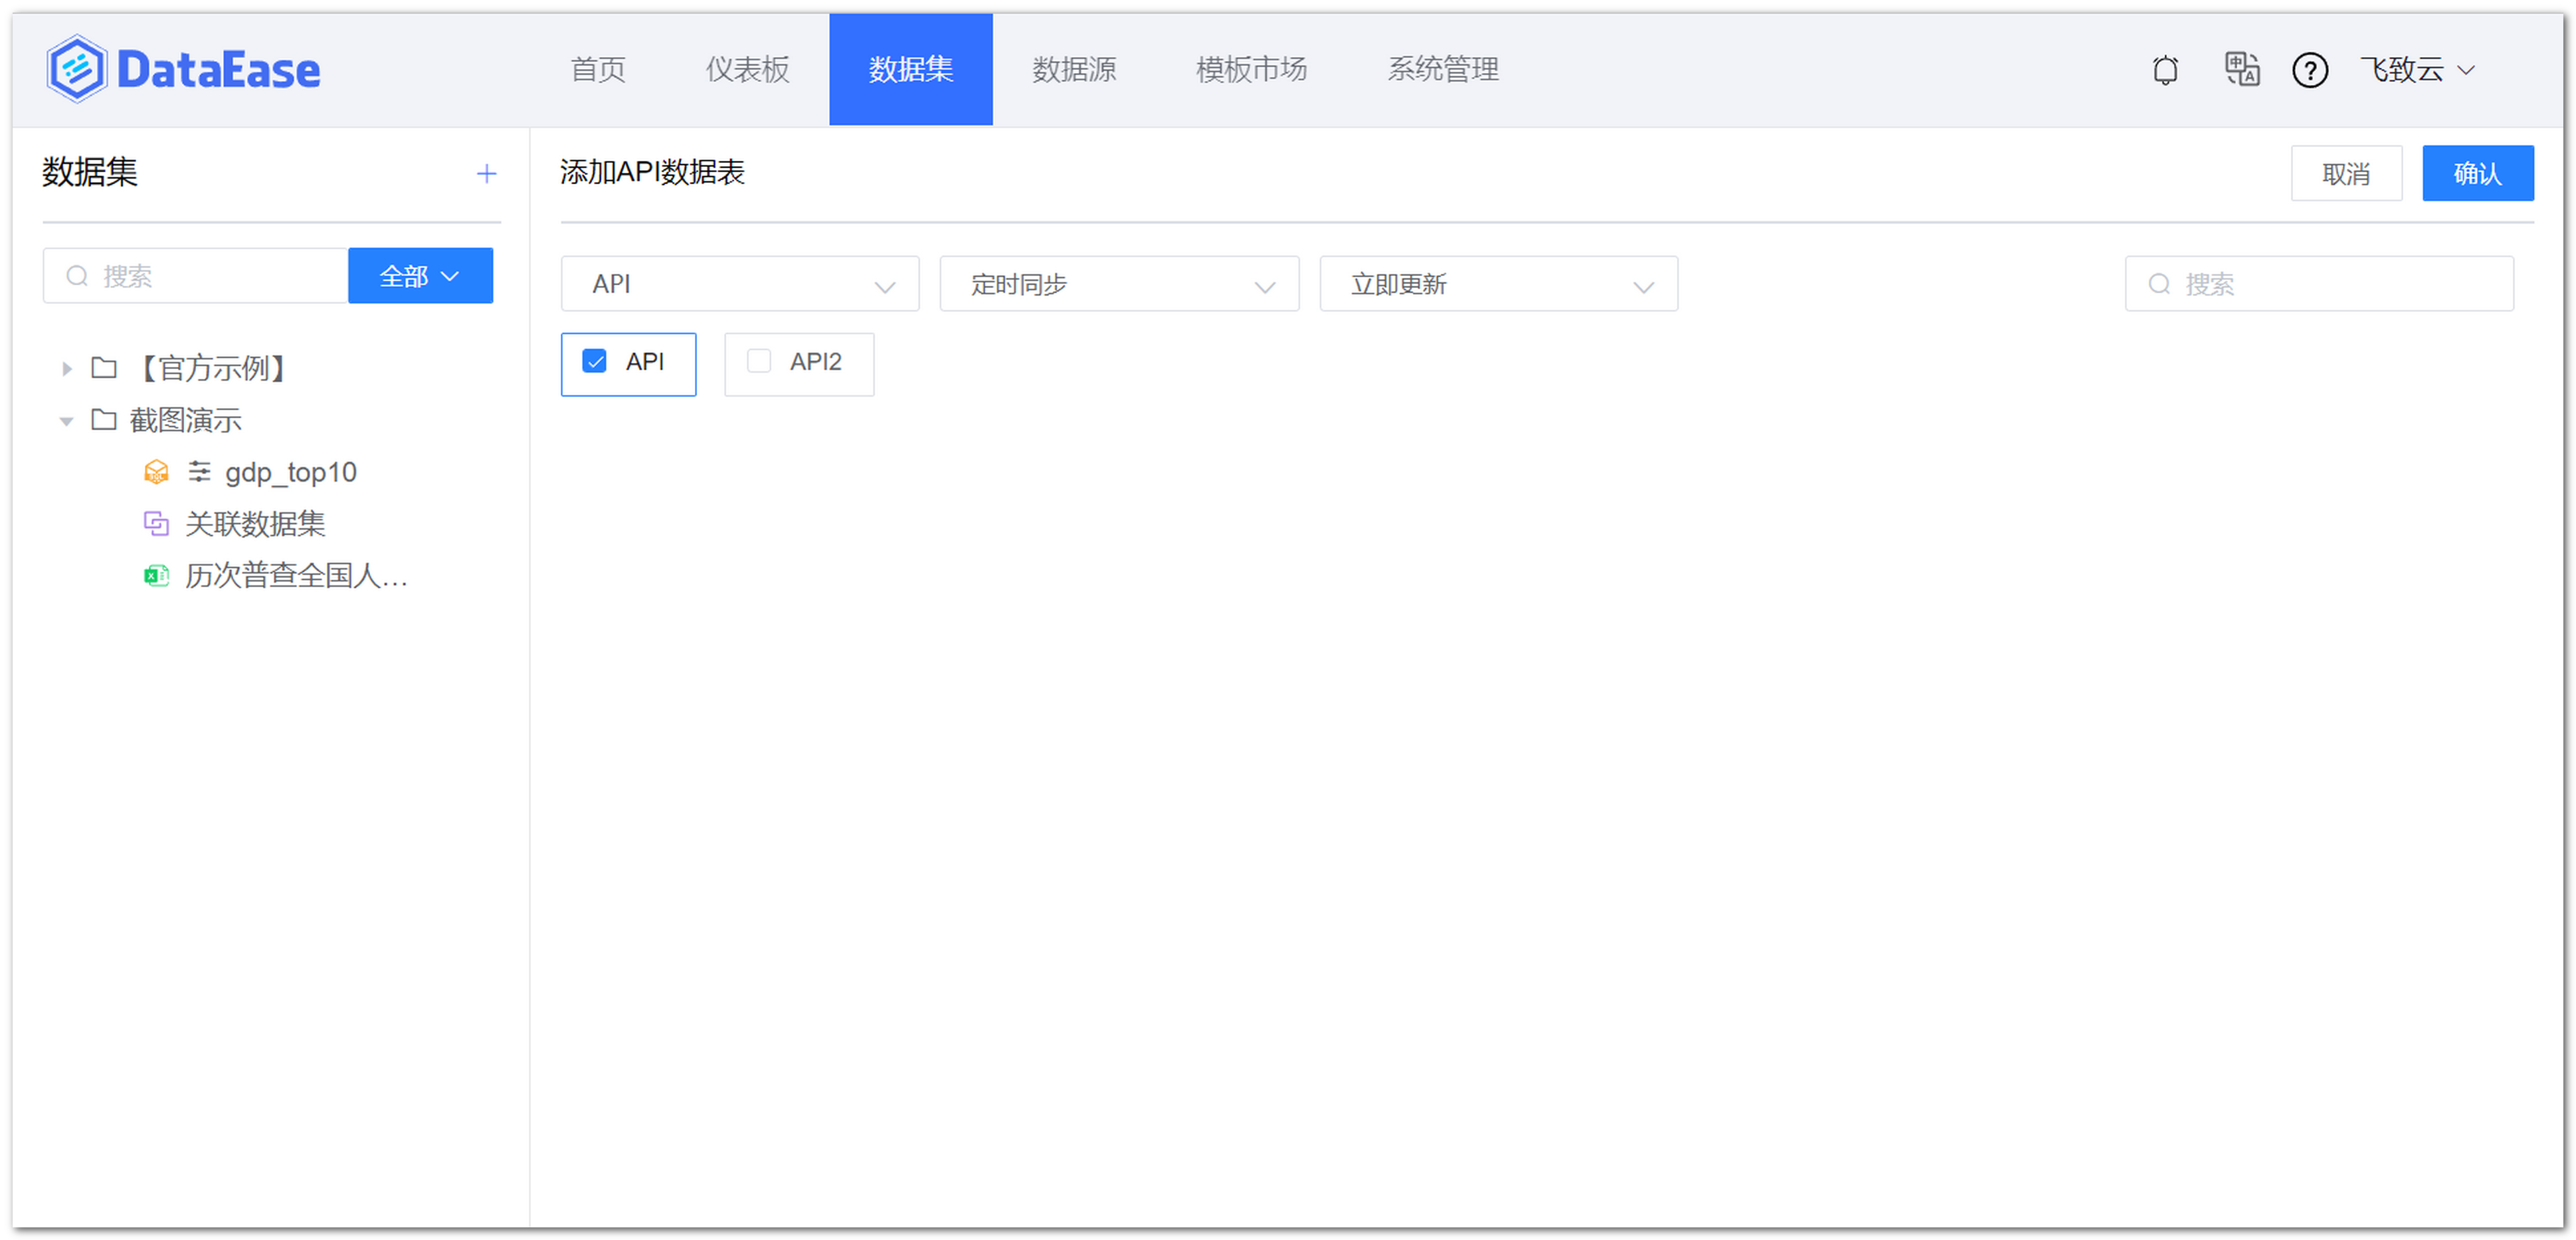 DataEase 首页 仪表板 数据集 数据源 模板市场 系统管理 中 A ? 飞致云
数据集 +
添加API数据表 取消 确认
搜索 全部
API 定时同步 立即更新 搜索
API API2
【官方示例】
截图演示
gdp_top10
关联数据集
历次普查全国人...